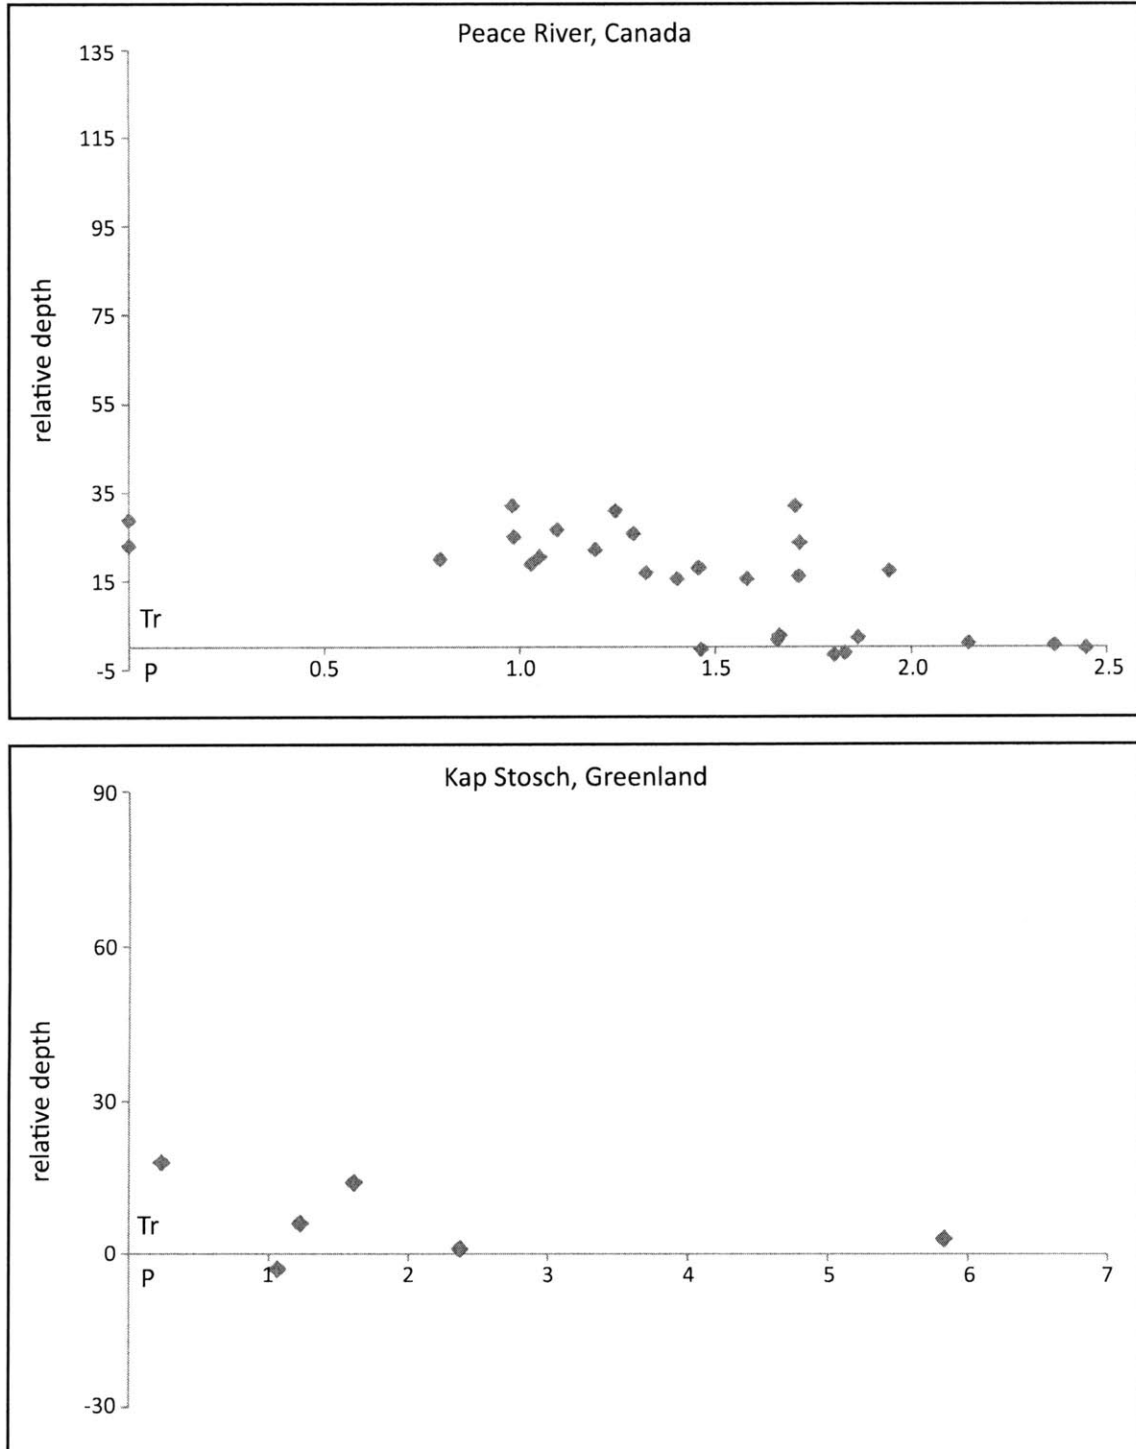 Peace River, Canada
135
115
95
75
55
35
15
-5
relative depth
Tr
P
0.5 1.0 1.5 2.0 2.5
Kap Stosch, Greenland
90
60
30
0
-30
relative depth
Tr
P
1 2 3 4 5 6 7